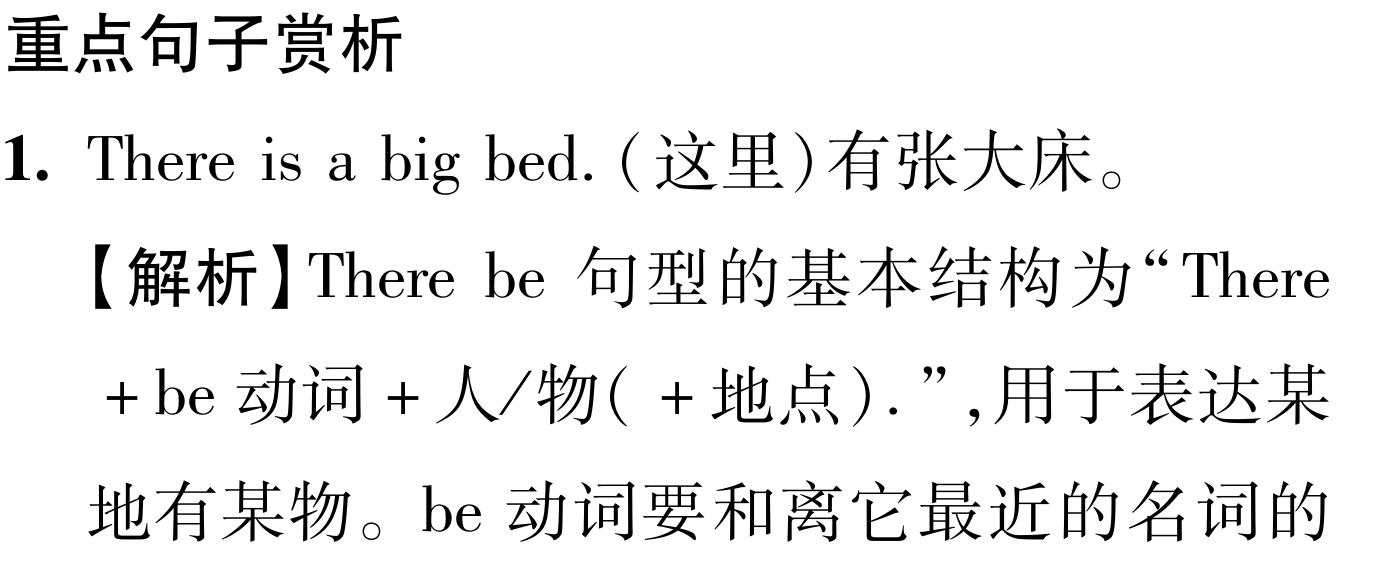 重点句子赏析
1. There is a big bed. (这里)有张大床。
【解析】There be 句型的基本结构为“There
+ be 动词 + 人/物( + 地点). ”,用于表达某
地有某物。be 动词要和离它最近的名词的